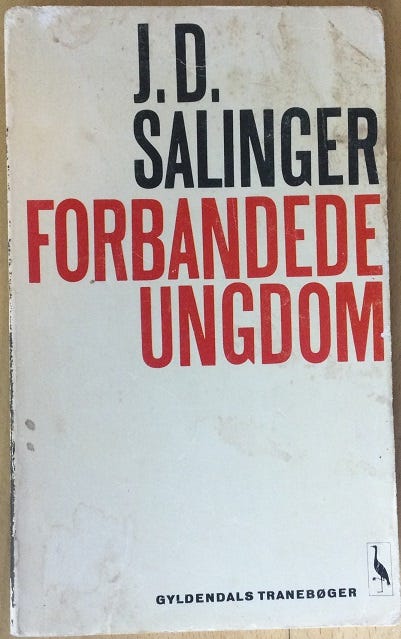 J.D.
SALINGER
FORBANDEDE
UNGDOM
GYLDENDALS TRANEBØGER